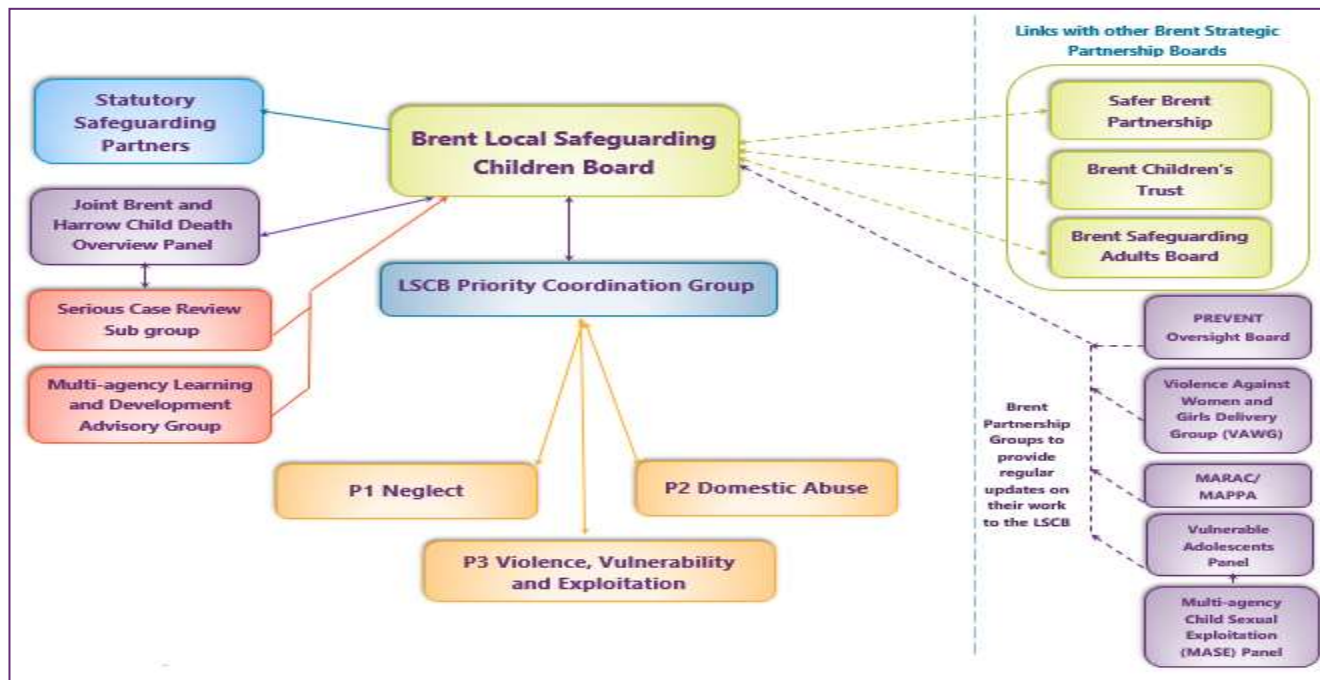 Links with other Brent Strategic
Partnership Boards
Statutory
Safeguarding
Partners
Brent Local Safeguarding
Children Board
Safer Brent
Partnership
Brent Children's
Trust
Brent Safeguarding
Adults Board
Joint Brent and
Harrow Child Death
Overview Panel
LSCB Priority Coordination Group
Serious Case Review
Sub group
Multi-agency Learning
and Development
Advisory Group
P1 Neglect
P2 Domestic Abuse
P3 Violence, Vulnerability
and Exploitation
Brent
Partnership
Groups to
provide
regular
updates on
their work
to the LSCB
PREVENT
Oversight Board
Violence Against
Women and
Girls Delivery
Group (VAWG)
MARAC/
MAPPA
Vulnerable
Adolescents
Panel
Multi-agency
Child Sexual
Exploitation
(MASE) Panel